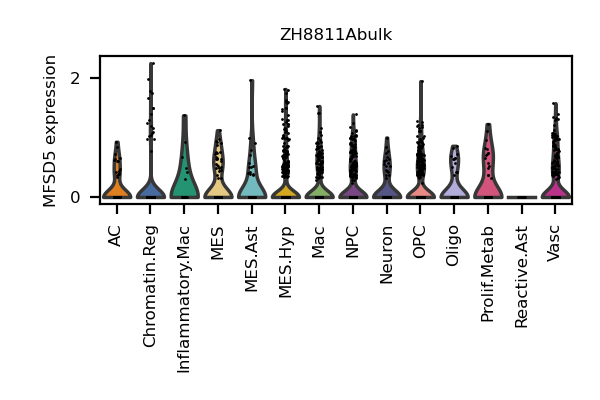 ZH8811Abulk
MFSD5 expression
2
0
AC
Chromatin.Reg
Inflammatory.Mac
MES
MES.Ast
MES.Hyp
Mac
NPC
Neuron
OPC
Oligo
Prolif.Metab
Reactive.Ast
Vasc